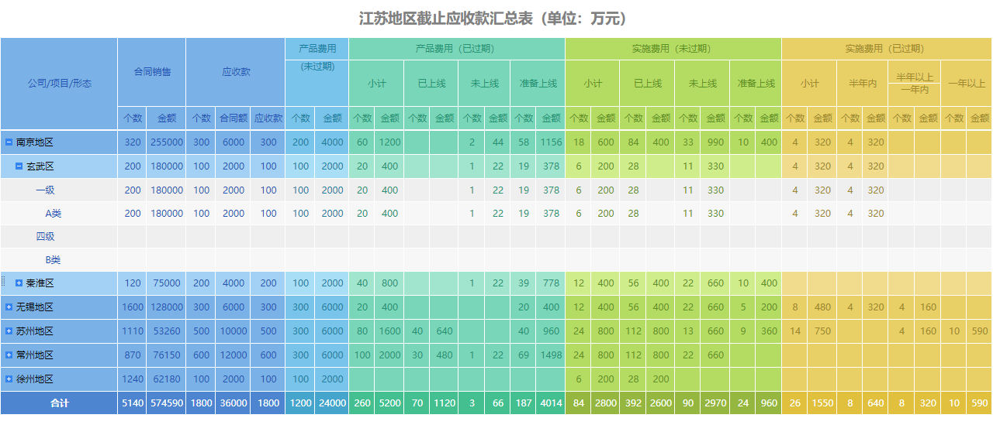 江苏地区截止应收款汇总表（单位：万元）
公司/项目/形态 合同销售 应收款 产品费用 (未过期) 产品费用（已过期） 实施费用（未过期） 实施费用（已过期）
小计 已上线 未上线 准备上线 小计 已上线 未上线 准备上线 小计 半年内 半年以上 一年内 一年以上
个数 金额 个数 合同额 应收款 个数 金额 个数 金额 个数 金额 个数 金额 个数 金额 个数 金额 个数 金额 个数 金额 个数 金额 个数 金额 个数 金额 个数 金额 个数 金额
南京地区 320 255000 300 6000 300 200 4000 60 1200 2 44 58 1156 18 600 84 400 33 990 10 400 4 320 4 320
玄武区 200 180000 100 2000 100 100 2000 20 400 1 22 19 378 6 200 28 11 330 4 320 4 320
一级 200 180000 100 2000 100 100 2000 20 400 1 22 19 378 6 200 28 11 330 4 320 4 320
A类 200 180000 100 2000 100 100 2000 20 400 1 22 19 378 6 200 28 11 330 4 320 4 320
四级
B类
秦淮区 120 75000 200 4000 200 100 2000 40 800 1 22 39 778 12 400 56 400 22 660 10 400
无锡地区 1600 128000 300 6000 300 300 6000 20 400 20 400 12 400 56 400 22 660 5 200 8 480 4 320 4 160
苏州地区 1110 53260 500 10000 500 300 6000 80 1600 40 640 40 960 24 800 112 800 13 660 9 360 14 750 4 160 10 590
常州地区 870 76150 600 12000 600 300 6000 100 2000 30 480 1 22 69 1498 24 800 112 800 22 660
徐州地区 1240 62180 100 2000 100 100 2000 6 200 28 200
合计 5140 574590 1800 36000 1800 1200 24000 260 5200 70 1120 3 66 187 4014 84 2800 392 2600 90 2970 24 960 26 1550 8 640 8 320 10 590